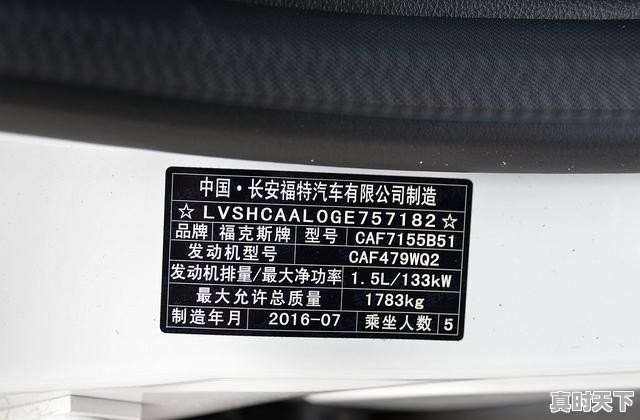 中国·长安福特汽车有限公司制造
☆LVSHCAAL0GE757182☆
品牌 福克斯牌 型号 CAF7155B51
发动机型号 CAF479WQ2
发动机排量/最大净功率 1.5L/133kW
最大允许总质量 1783kg
制造年月 2016-07 乘坐人数 5
真时天下